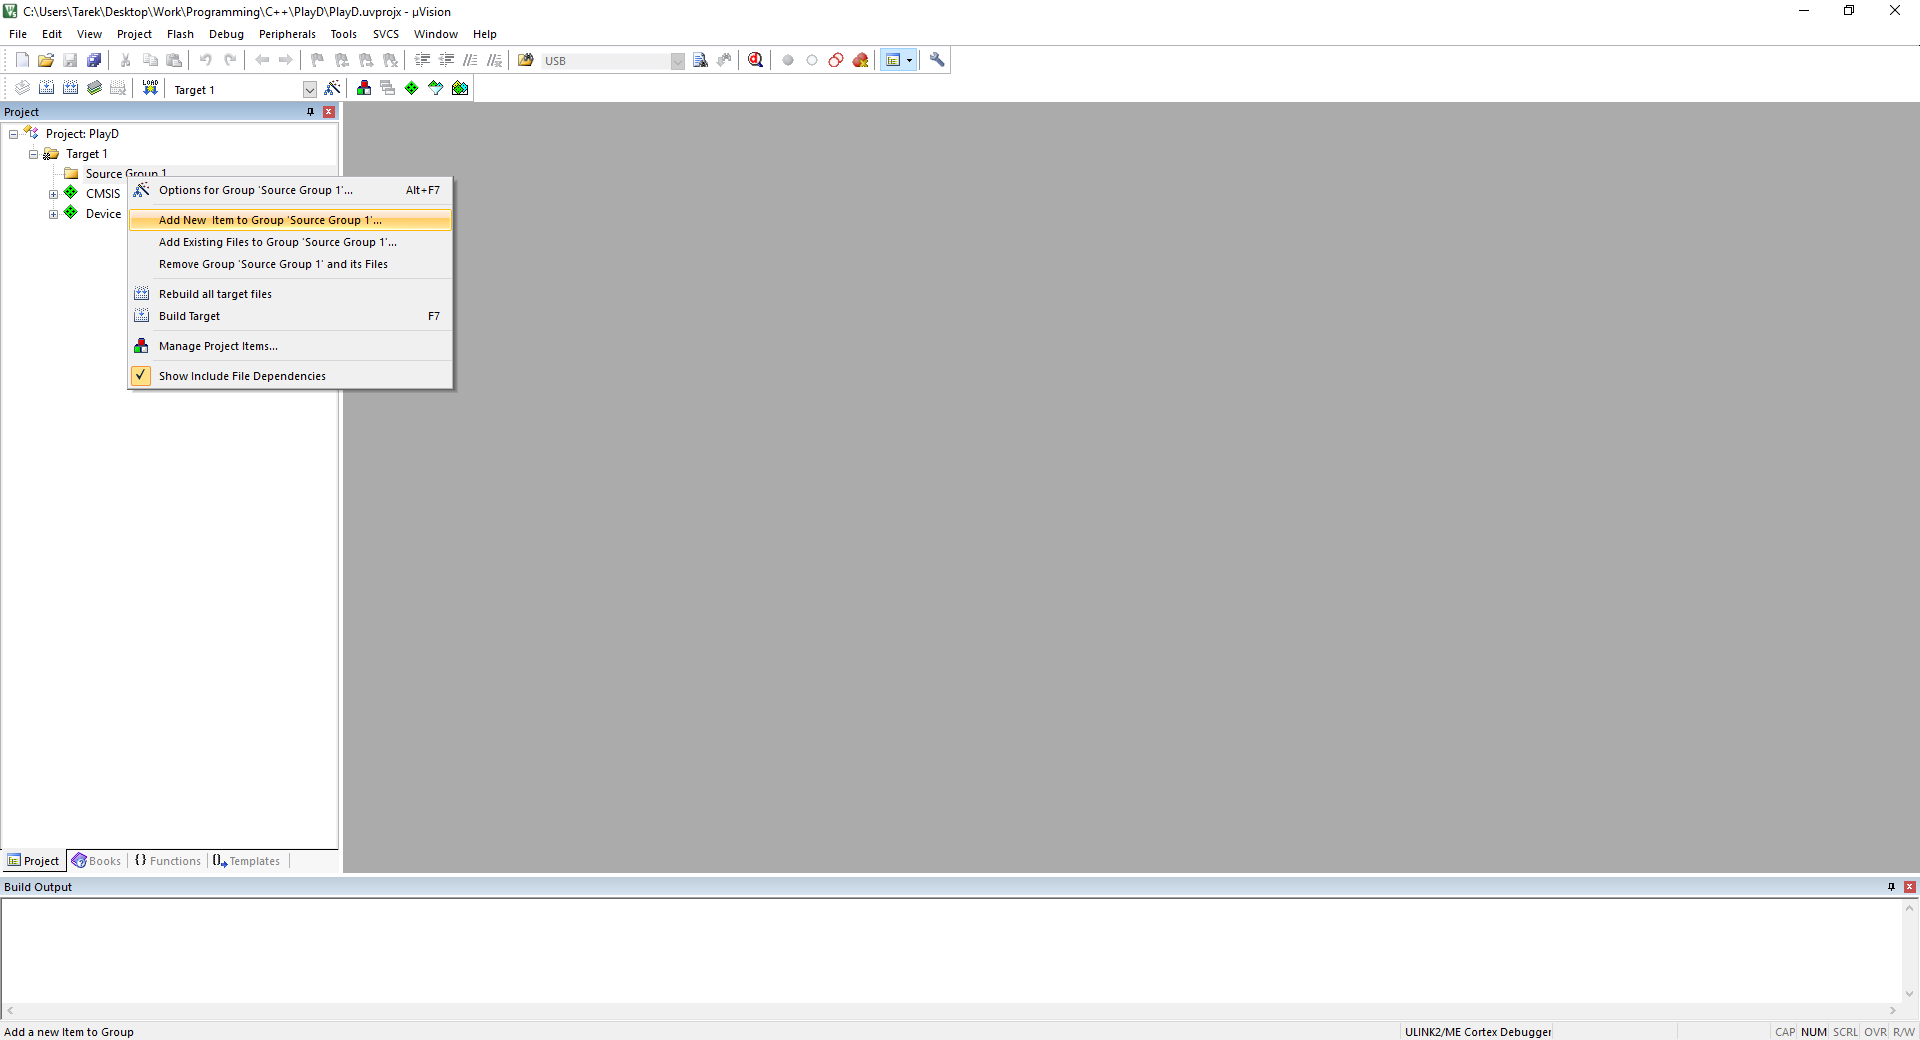 C:\Users\Tarek\Desktop\Work\Programming\C++\PlayD\PlayD.uvprojx - µVision
File Edit View Project Flash Debug Peripherals Tools SVCS Window Help
USB
LOAD Target 1
Project
Project: PlayD
Target 1
Source Group 1
CMSIS
Device
Options for Group 'Source Group 1'... Alt+F7
Add New  Item to Group 'Source Group 1'...
Add Existing Files to Group 'Source Group 1'...
Remove Group 'Source Group 1' and its Files
Rebuild all target files
Build Target F7
Manage Project Items...
Show Include File Dependencies
Project Books {} Functions Templates
Build Output
Add a new Item to Group ULINK2/ME Cortex Debugger CAP NUM SCRL OVR R/W